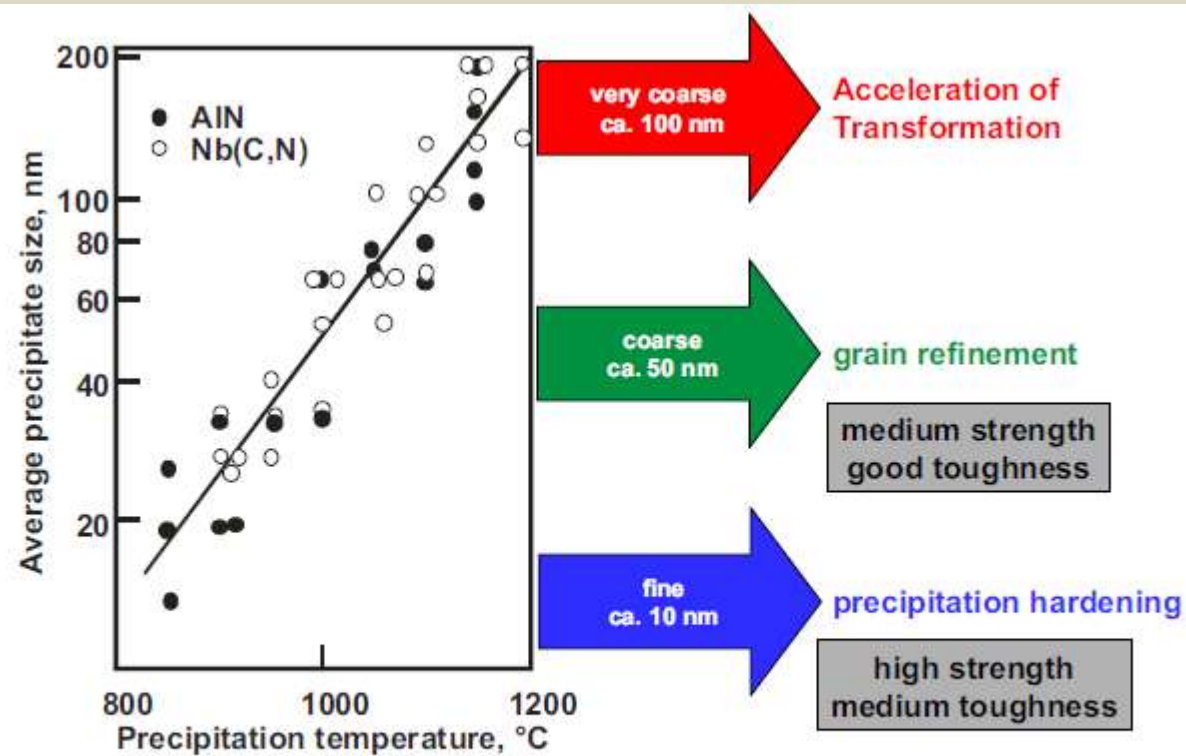 200
100
80
60
40
20
Average precipitate size, nm
AlN
Nb(C,N)
800
1000
1200
Precipitation temperature, °C
very coarse
ca. 100 nm
Acceleration of
Transformation
coarse
ca. 50 nm
grain refinement
medium strength
good toughness
fine
ca. 10 nm
precipitation hardening
high strength
medium toughness